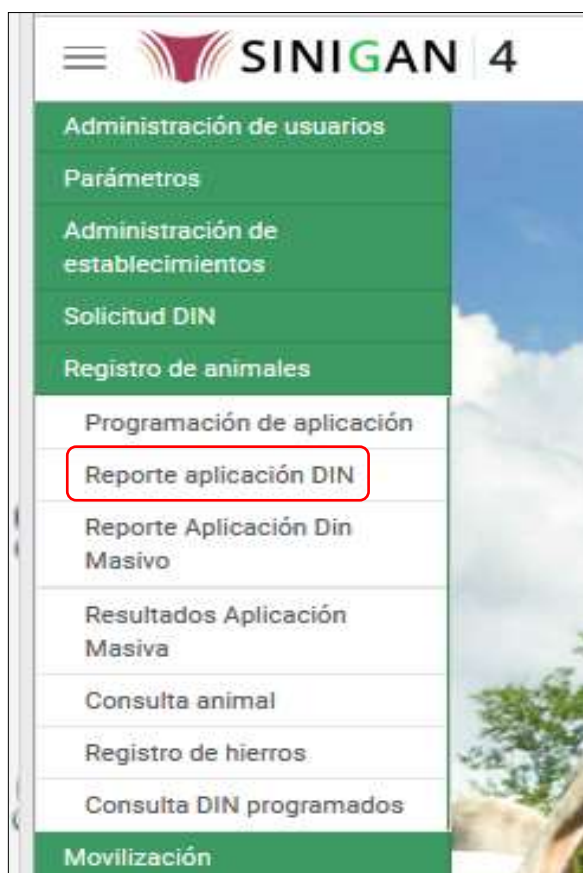 SINIGAN 4
Administración de usuarios
Parámetros
Administración de
establecimientos
Solicitud DIN
Registro de animales
Programación de aplicación
Reporte aplicación DIN
Reporte Aplicación Din
Masivo
Resultados Aplicación
Masiva
Consulta animal
Registro de hierros
Consulta DIN programados
Movilización